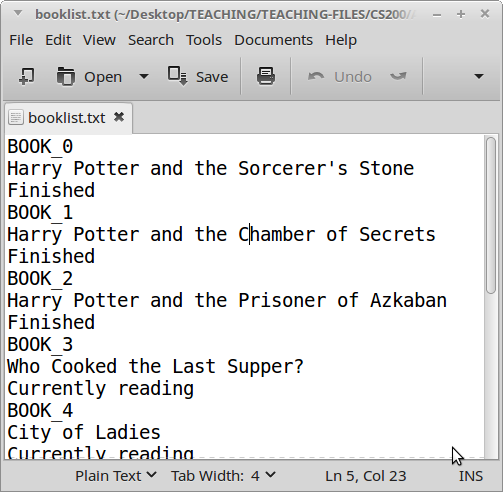 booklist.txt (~/Desktop/TEACHING/TEACHING-FILES/CS200/
File Edit View Search Tools Documents Help
Open Save Undo
booklist.txt
BOOK_0
Harry Potter and the Sorcerer's Stone
Finished
BOOK_1
Harry Potter and the Chamber of Secrets
Finished
BOOK_2
Harry Potter and the Prisoner of Azkaban
Finished
BOOK_3
Who Cooked the Last Supper?
Currently reading
BOOK_4
City of Ladies
Currently reading
Plain Text Tab Width: 4 Ln 5, Col 23 INS